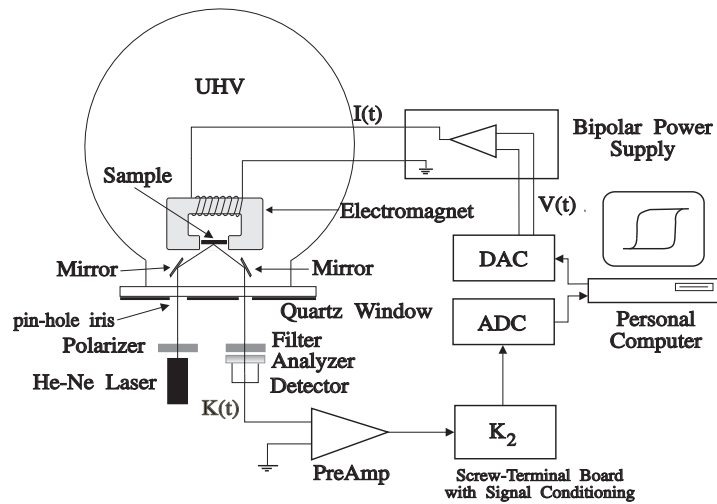 UHV
I(t)
Bipolar Power
Supply
Sample
Electromagnet
V(t)
Mirror
Mirror
DAC
Quartz Window
pin-hole iris
ADC
Personal
Computer
Polarizer
Filter
Analyzer
He-Ne Laser
Detector
K(t)
K2
PreAmp
Screw-Terminal Board
with Signal Conditioning